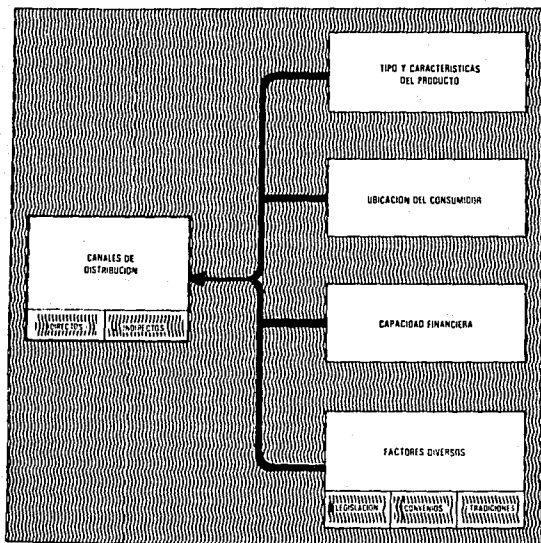 TIPO Y CARACTERISTICAS
DEL PRODUCTO
UBICACION DEL CONSUMIDOR
CANALES DE
DISTRIBUCION
DIRECTOS
INDIRECTOS
CAPACIDAD FINANCIERA
FACTORES DIVERSOS
LEGISLACION
CONVENIOS
TRADICIONES